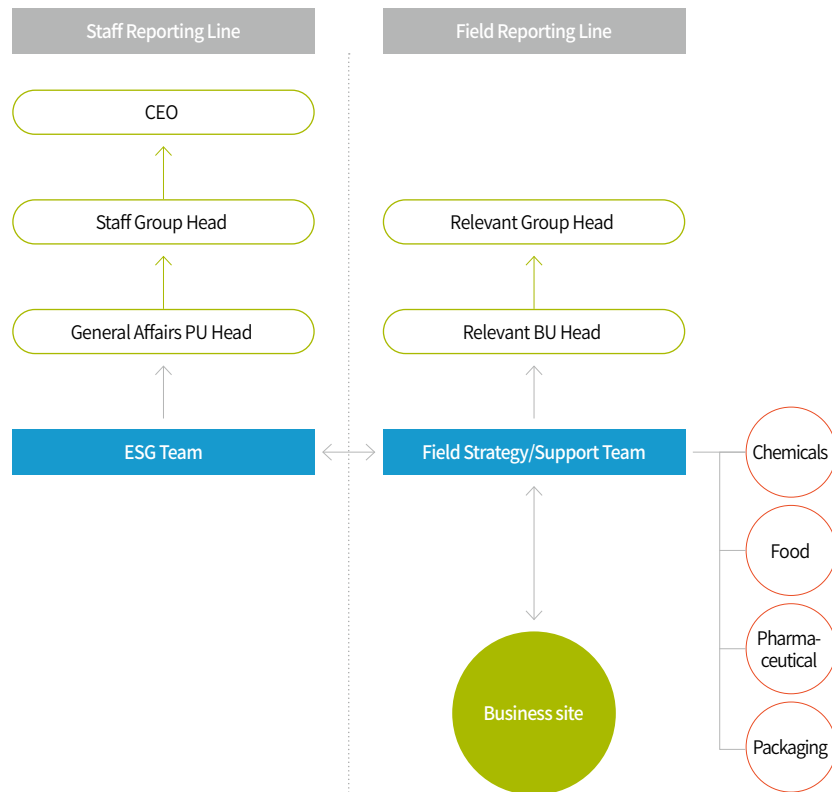 Staff Reporting Line
Field Reporting Line
CEO
Staff Group Head
Relevant Group Head
General Affairs PU Head
Relevant BU Head
ESG Team
Field Strategy/Support Team
Chemicals
Food
Pharma-
ceutical
Business site
Packaging